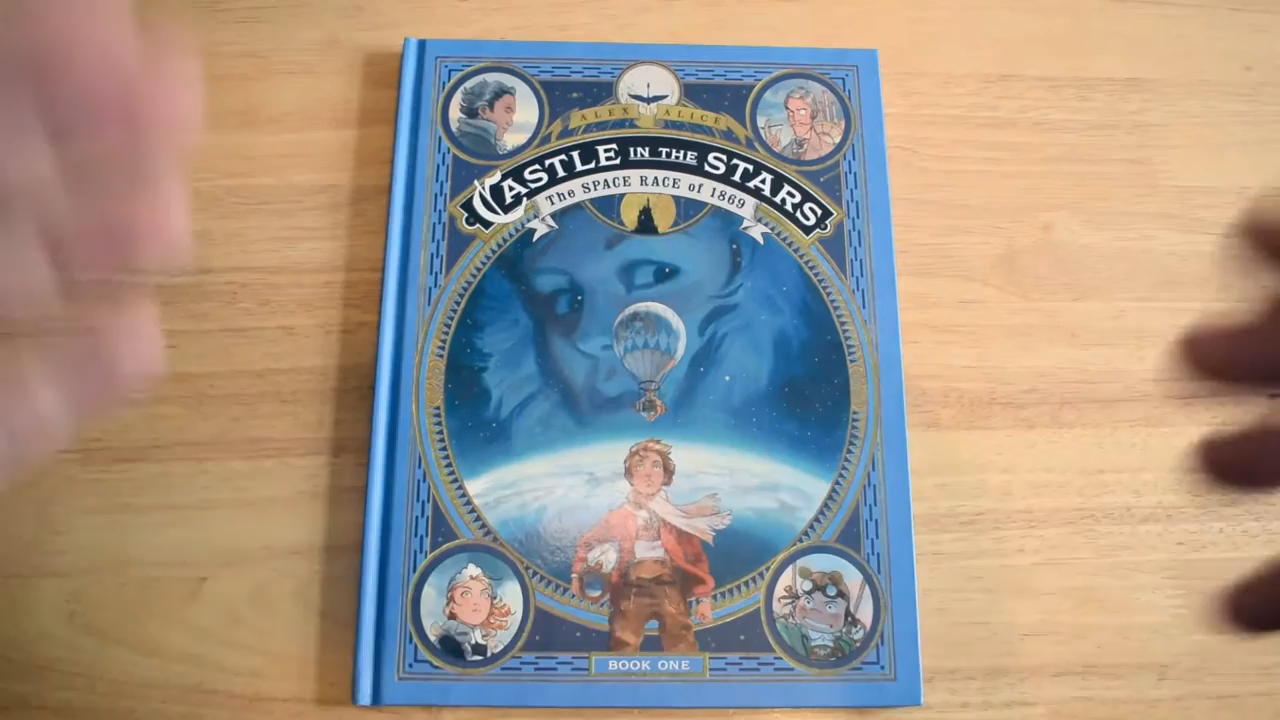 ALEX ALICE
CASTLE IN THE STARS
The SPACE RACE of 1869
BOOK ONE